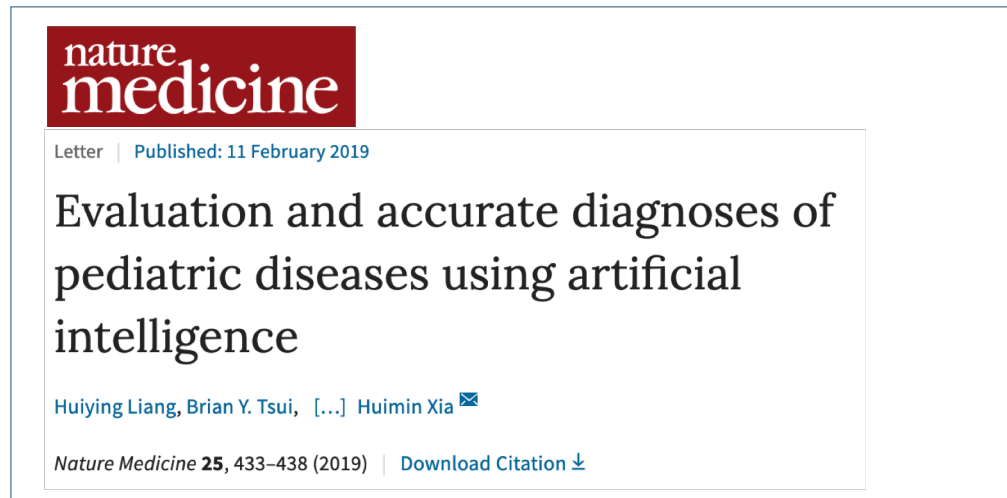 nature
medicine
Letter | Published: 11 February 2019
Evaluation and accurate diagnoses of
pediatric diseases using artificial
intelligence
Huiying Liang, Brian Y. Tsui, [...] Huimin Xia
Nature Medicine 25, 433–438 (2019) | Download Citation